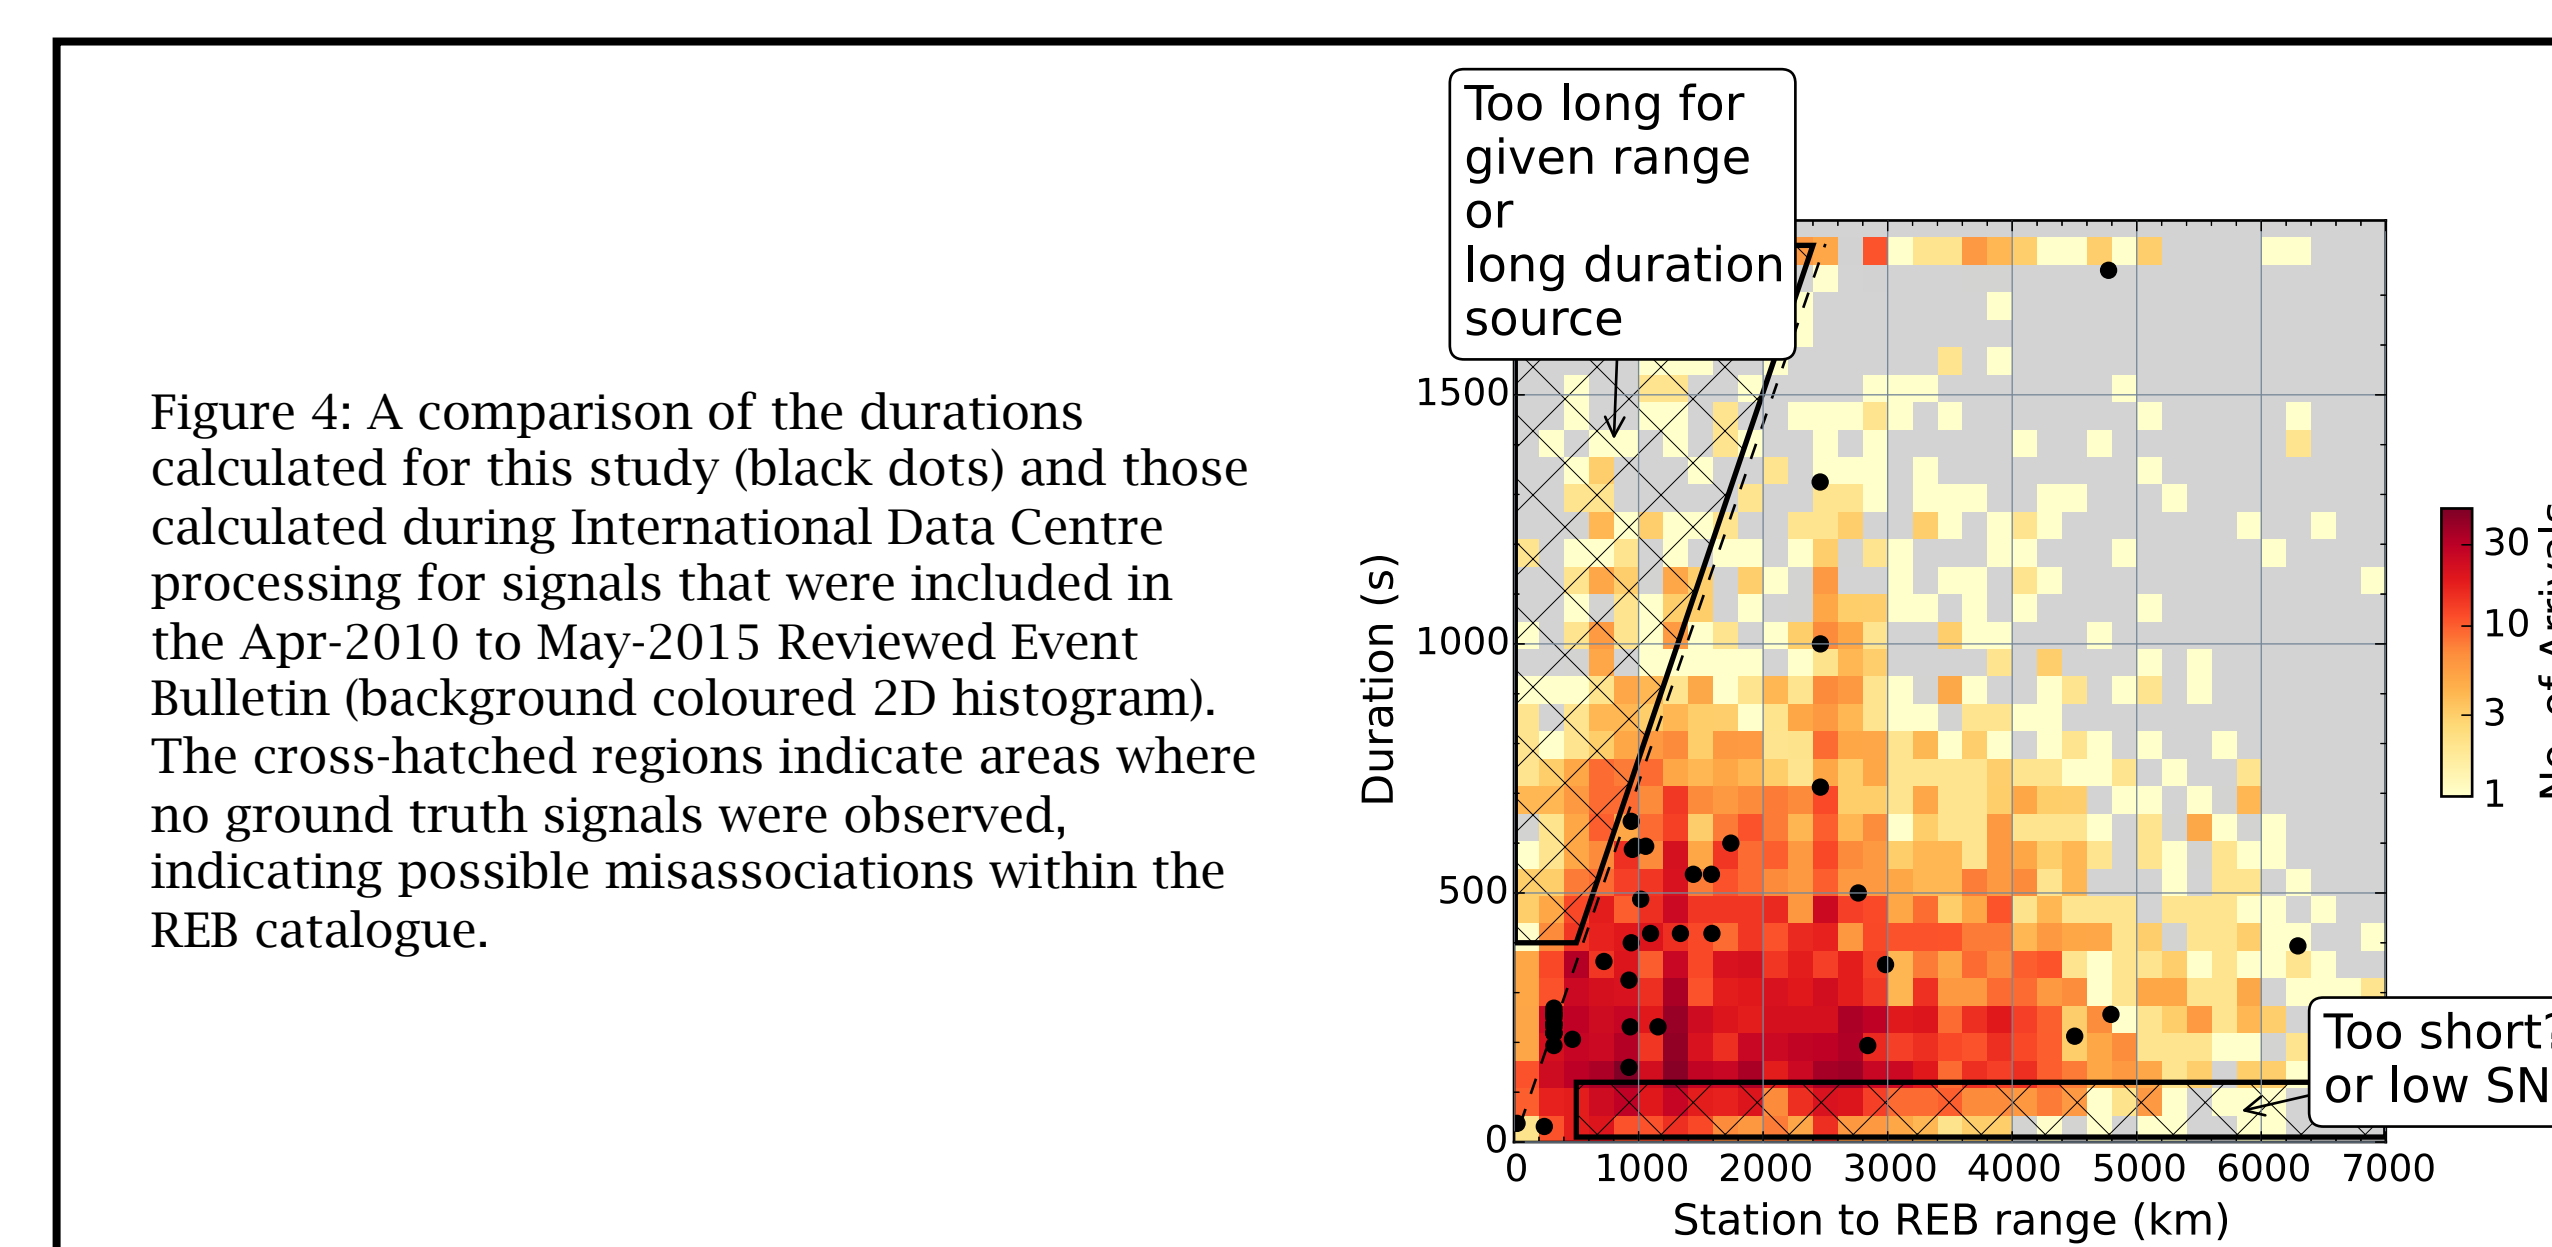 Too long for
given range
or
long duration
source
Figure 4: A comparison of the durations
calculated for this study (black dots) and those
calculated during International Data Centre
processing for signals that were included in
the Apr-2010 to May-2015 Reviewed Event
Bulletin (background coloured 2D histogram).
The cross-hatched regions indicate areas where
no ground truth signals were observed,
indicating possible misassociations within the
REB catalogue.
Duration (s)
1500
1000
500
0
0 1000 2000 3000 4000 5000 6000 7000
Station to REB range (km)
Too short?
or low SN
30
10
3
1
No. of Arrivals